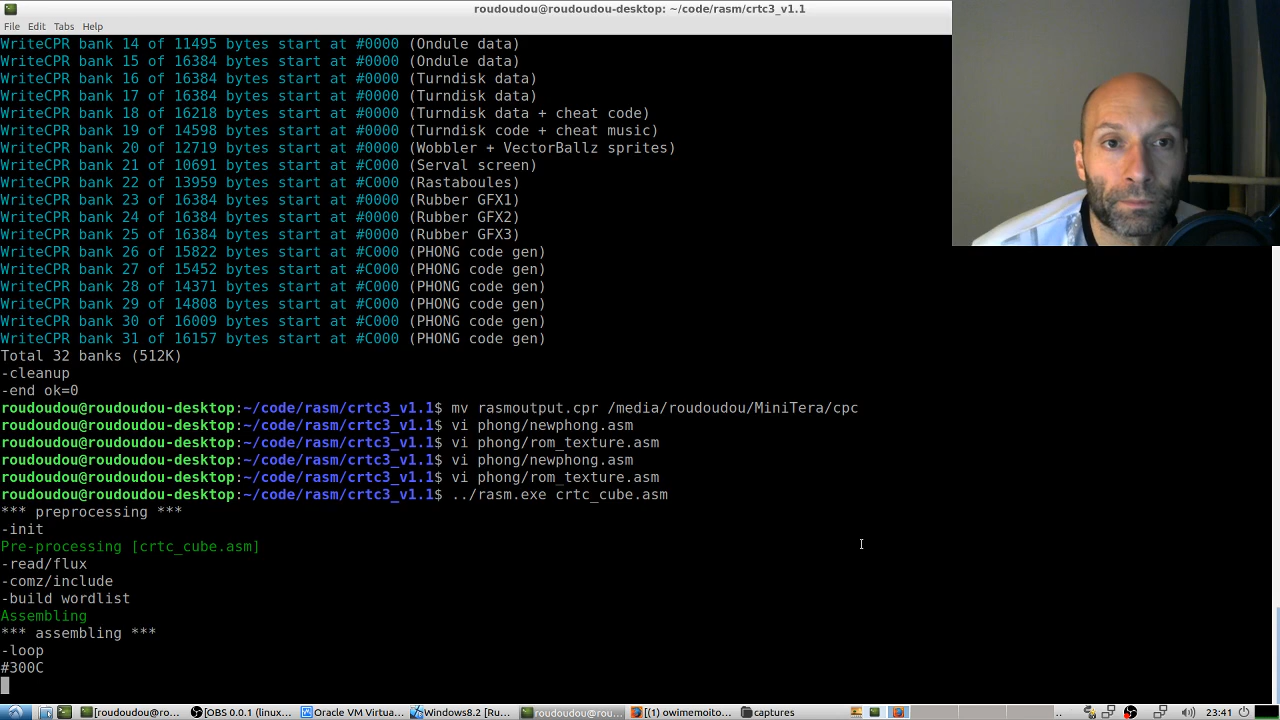 roudoudou@roudoudou-desktop: ~/code/rasm/crtc3_v1.1
File Edit Tabs Help
WriteCPR bank 14 of 11495 bytes start at #0000 (Ondule data)
WriteCPR bank 15 of 16384 bytes start at #0000 (Ondule data)
WriteCPR bank 16 of 16384 bytes start at #0000 (Turndisk data)
WriteCPR bank 17 of 16384 bytes start at #0000 (Turndisk data)
WriteCPR bank 18 of 16218 bytes start at #0000 (Turndisk data + cheat code)
WriteCPR bank 19 of 14598 bytes start at #0000 (Turndisk code + cheat music)
WriteCPR bank 20 of 12719 bytes start at #0000 (Wobbler + VectorBallz sprites)
WriteCPR bank 21 of 10691 bytes start at #C000 (Serval screen)
WriteCPR bank 22 of 13959 bytes start at #C000 (Rastaboules)
WriteCPR bank 23 of 16384 bytes start at #0000 (Rubber GFX1)
WriteCPR bank 24 of 16384 bytes start at #0000 (Rubber GFX2)
WriteCPR bank 25 of 16384 bytes start at #0000 (Rubber GFX3)
WriteCPR bank 26 of 15822 bytes start at #C000 (PHONG code gen)
WriteCPR bank 27 of 15452 bytes start at #C000 (PHONG code gen)
WriteCPR bank 28 of 14371 bytes start at #C000 (PHONG code gen)
WriteCPR bank 29 of 14808 bytes start at #C000 (PHONG code gen)
WriteCPR bank 30 of 16009 bytes start at #C000 (PHONG code gen)
WriteCPR bank 31 of 16157 bytes start at #C000 (PHONG code gen)
Total 32 banks (512K)
-cleanup
-end ok=0
roudoudou@roudoudou-desktop:~/code/rasm/crtc3_v1.1$ mv rasmoutput.cpr /media/roudoudou/MiniTera/cpc
roudoudou@roudoudou-desktop:~/code/rasm/crtc3_v1.1$ vi phong/newphong.asm
roudoudou@roudoudou-desktop:~/code/rasm/crtc3_v1.1$ vi phong/rom_texture.asm
roudoudou@roudoudou-desktop:~/code/rasm/crtc3_v1.1$ vi phong/newphong.asm
roudoudou@roudoudou-desktop:~/code/rasm/crtc3_v1.1$ vi phong/rom_texture.asm
roudoudou@roudoudou-desktop:~/code/rasm/crtc3_v1.1$ ../rasm.exe crtc_cube.asm
*** preprocessing ***
-init
Pre-processing [crtc_cube.asm]
-read/flux
-comz/include
-build wordlist
Assembling
*** assembling ***
-loop
#300C
[roudoudou@ro... [OBS 0.0.1 (linux... Oracle VM Virtua... Windows8.2 [Ru... roudoudou@rou... [(1) owimemoito... captures 23:41